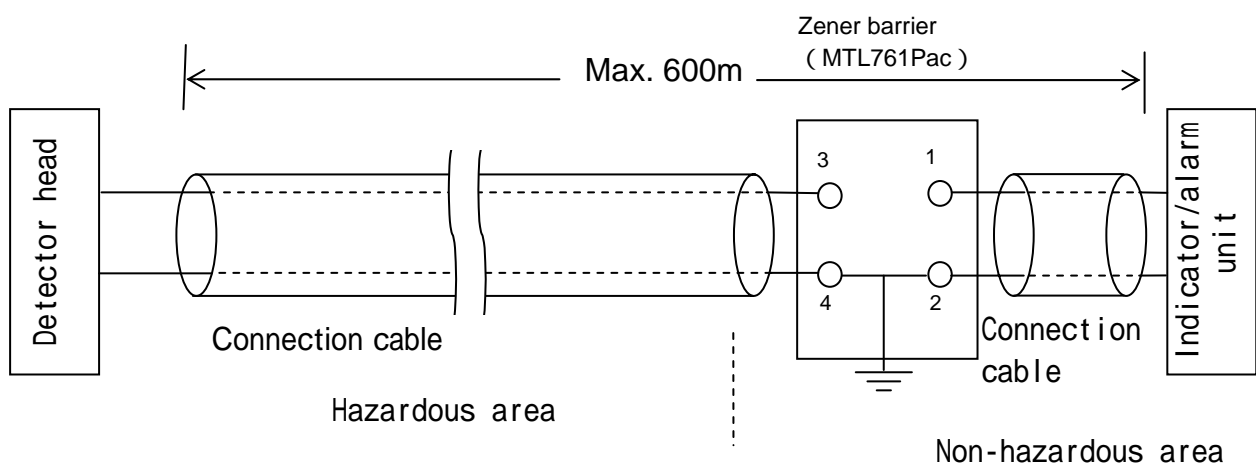 Zener barrier
（MTL761Pac）
Max. 600m
Detector head
3
1
4
2
Indicator/alarm
unit
Connection cable
Connection
cable
Hazardous area
Non-hazardous area